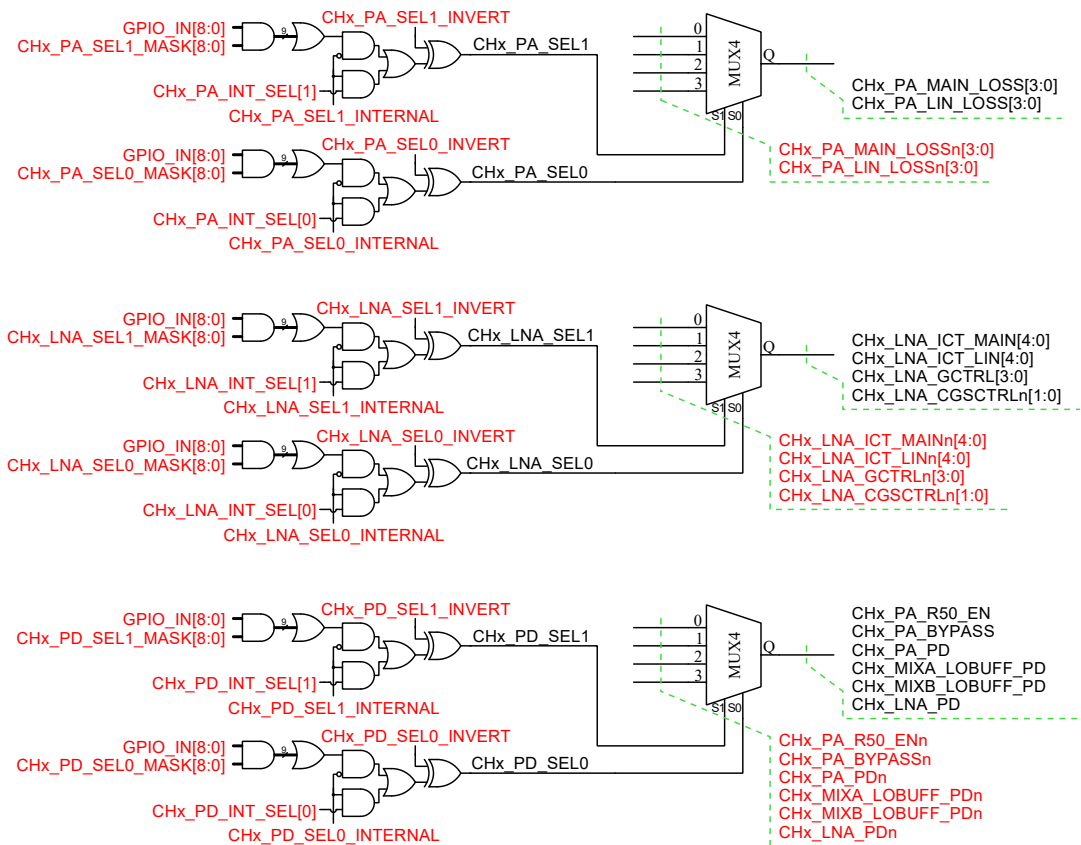 GPIO_IN[8:0]
CHx_PA_SEL1_MASK[8:0]
9
CHx_PA_SEL1_INVERT
CHx_PA_INT_SEL[1]
CHx_PA_SEL1_INTERNAL
CHx_PA_SEL1
GPIO_IN[8:0]
CHx_PA_SEL0_MASK[8:0]
9
CHx_PA_SEL0_INVERT
CHx_PA_INT_SEL[0]
CHx_PA_SEL0_INTERNAL
CHx_PA_SEL0
0
1
2
3
MUX4
S1 S0
Q
CHx_PA_MAIN_LOSS[3:0]
CHx_PA_LIN_LOSS[3:0]
CHx_PA_MAIN_LOSSn[3:0]
CHx_PA_LIN_LOSSn[3:0]
GPIO_IN[8:0]
CHx_LNA_SEL1_MASK[8:0]
9
CHx_LNA_SEL1_INVERT
CHx_LNA_INT_SEL[1]
CHx_LNA_SEL1_INTERNAL
CHx_LNA_SEL1
GPIO_IN[8:0]
CHx_LNA_SEL0_MASK[8:0]
9
CHx_LNA_SEL0_INVERT
CHx_LNA_INT_SEL[0]
CHx_LNA_SEL0_INTERNAL
CHx_LNA_SEL0
0
1
2
3
MUX4
S1 S0
Q
CHx_LNA_ICT_MAIN[4:0]
CHx_LNA_ICT_LIN[4:0]
CHx_LNA_GCTRL[3:0]
CHx_LNA_CGSCTRLn[1:0]
CHx_LNA_ICT_MAINn[4:0]
CHx_LNA_ICT_LINn[4:0]
CHx_LNA_GCTRLn[3:0]
CHx_LNA_CGSCTRLn[1:0]
GPIO_IN[8:0]
CHx_PD_SEL1_MASK[8:0]
9
CHx_PD_SEL1_INVERT
CHx_PD_INT_SEL[1]
CHx_PD_SEL1_INTERNAL
CHx_PD_SEL1
GPIO_IN[8:0]
CHx_PD_SEL0_MASK[8:0]
9
CHx_PD_SEL0_INVERT
CHx_PD_INT_SEL[0]
CHx_PD_SEL0_INTERNAL
CHx_PD_SEL0
0
1
2
3
MUX4
S1 S0
Q
CHx_PA_R50_EN
CHx_PA_BYPASS
CHx_PA_PD
CHx_MIXA_LOBUFF_PD
CHx_MIXB_LOBUFF_PD
CHx_LNA_PD
CHx_PA_R50_ENn
CHx_PA_BYPASSn
CHx_PA_PDn
CHx_MIXA_LOBUFF_PDn
CHx_MIXB_LOBUFF_PDn
CHx_LNA_PDn